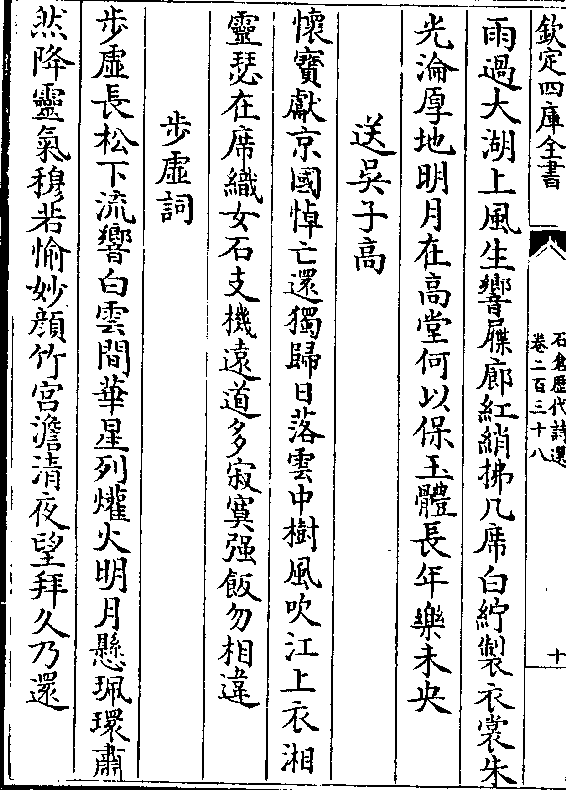 欽定四庫全書
石倉歷代詩選
卷二百三十八
十
雨過大湖上風生響屧廊紅綃拂几席白紵製衣裳朱
光淪厚地明月在高堂何以保玉體長年樂未央
送吳子高
懷寶獻京國悼亡還獨歸日落雲中樹風吹江上衣湘
靈瑟在席織女石支機遠道多寂寞强飯勿相違
步虛詞
步虛長松下流響白雲間華星列爟火明月懸珮環肅
然降靈氣穆若愉妙顔竹宫澹清夜望拜久乃還